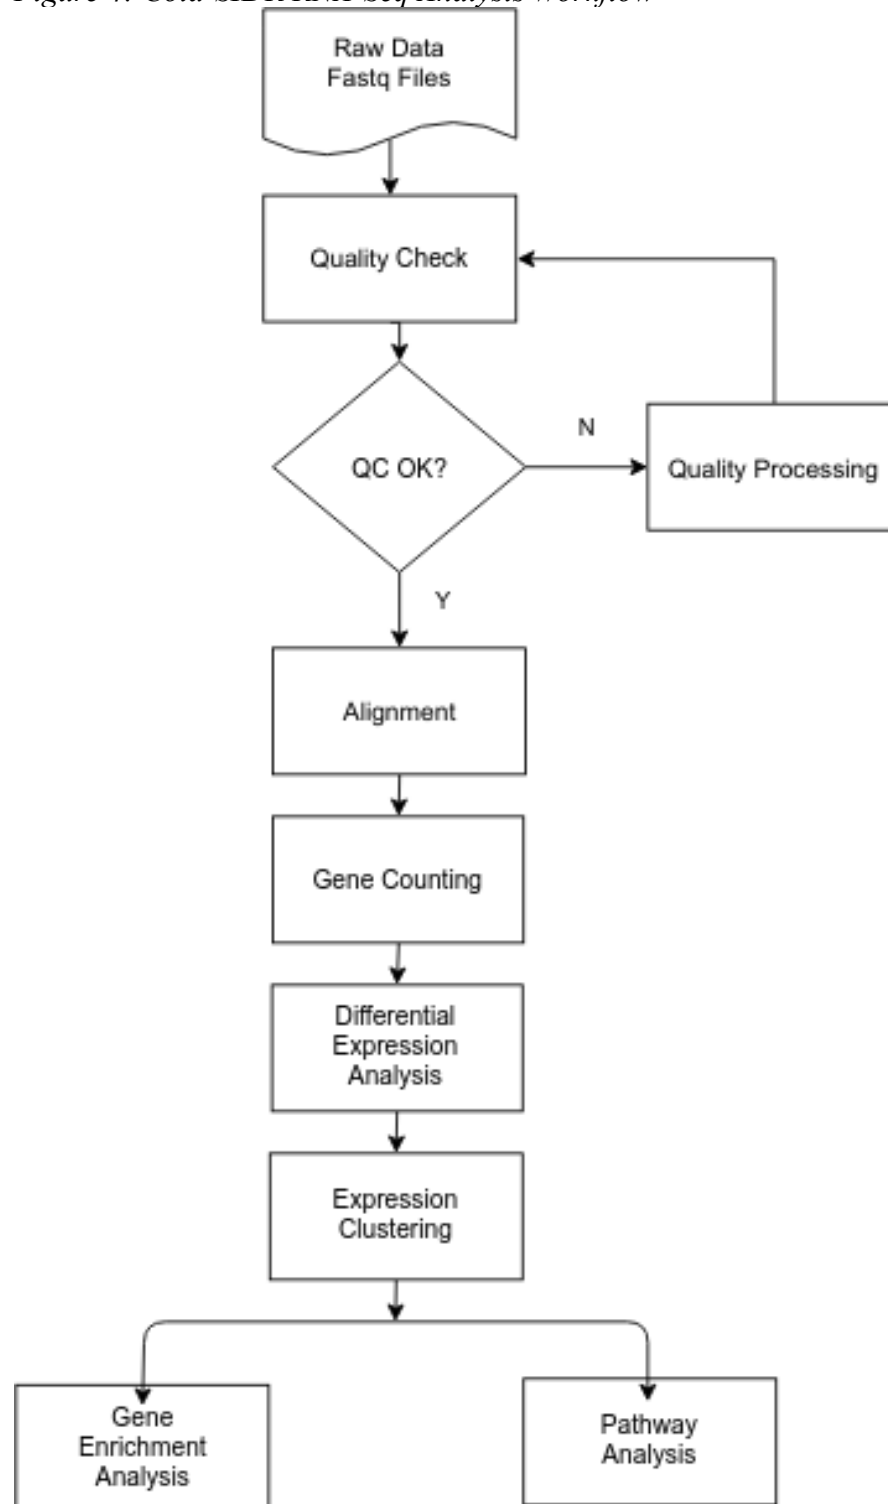 Raw Data
Fastq Files
Quality Check
QC OK?
N
Quality Processing
Y
Alignment
Gene Counting
Differential
Expression
Analysis
Expression
Clustering
Gene
Enrichment
Analysis
Pathway
Analysis